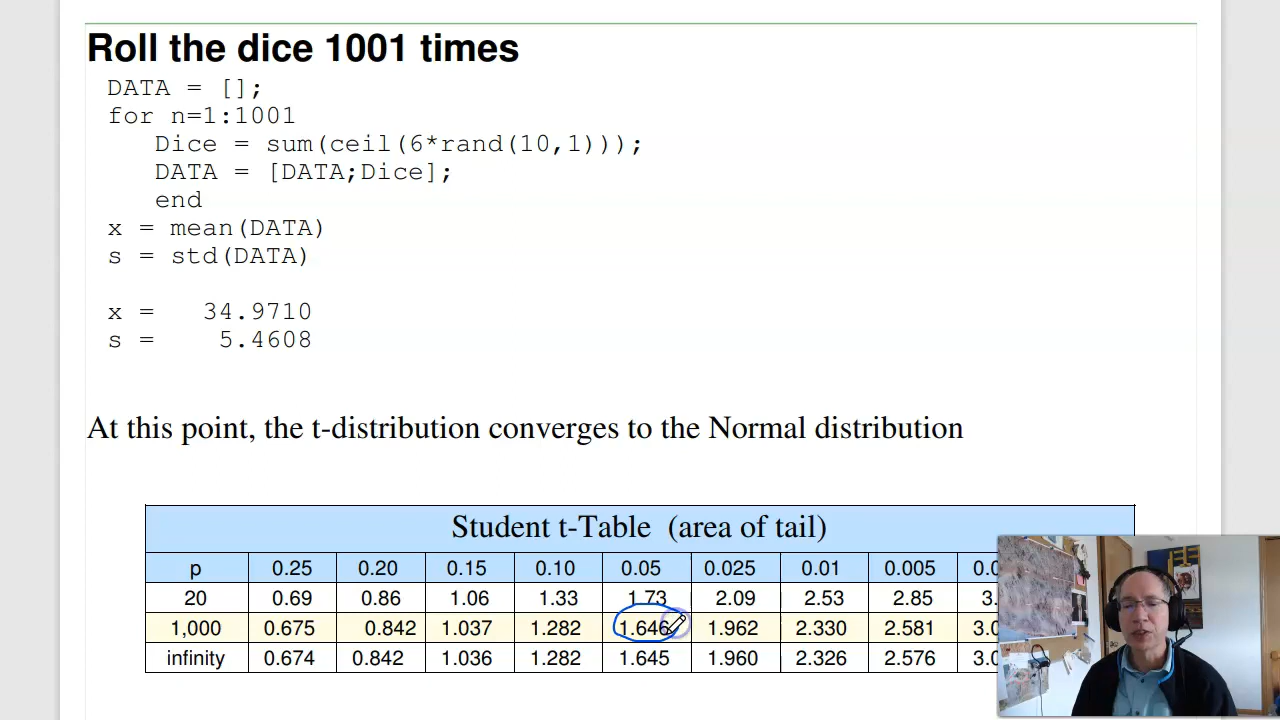 Roll the dice 1001 times
DATA = [];
for n=1:1001
Dice = sum(ceil(6*rand(10,1)));
DATA = [DATA;Dice];
end
x = mean(DATA)
s = std(DATA)
x = 34.9710
s = 5.4608
At this point, the t-distribution converges to the Normal distribution
Student t-Table (area of tail)
p 0.25 0.20 0.15 0.10 0.05 0.025 0.01 0.005
20 0.69 0.86 1.06 1.33 1.73 2.09 2.53 2.85
1,000 0.675 0.842 1.037 1.282 1.646 1.962 2.330 2.581
infinity 0.674 0.842 1.036 1.282 1.645 1.960 2.326 2.576